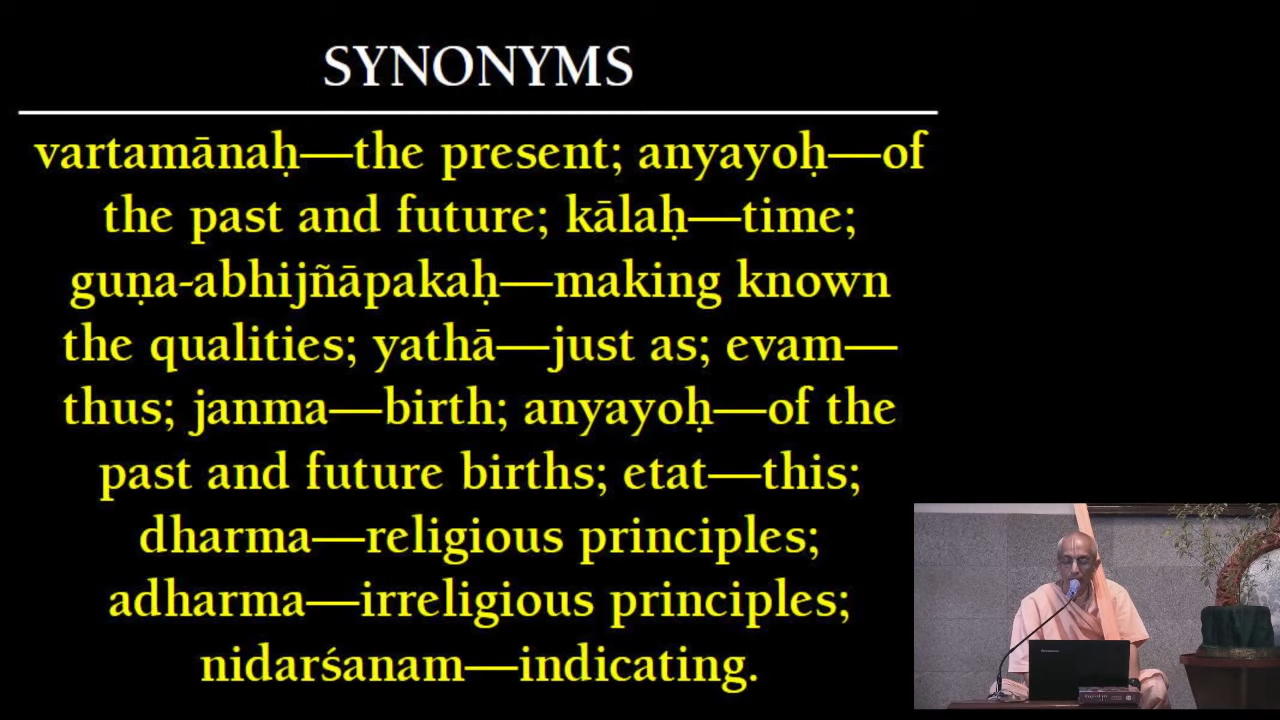 SYNONYMS
vartamānaḥ—the present; anyayoḥ—of
the past and future; kālaḥ—time;
guṇa-abhijñāpakaḥ—making known
the qualities; yathā—just as; evam—
thus; janma—birth; anyayoḥ—of the
past and future births; etat—this;
dharma—religious principles;
adharma—irreligious principles;
nidarśanam—indicating.